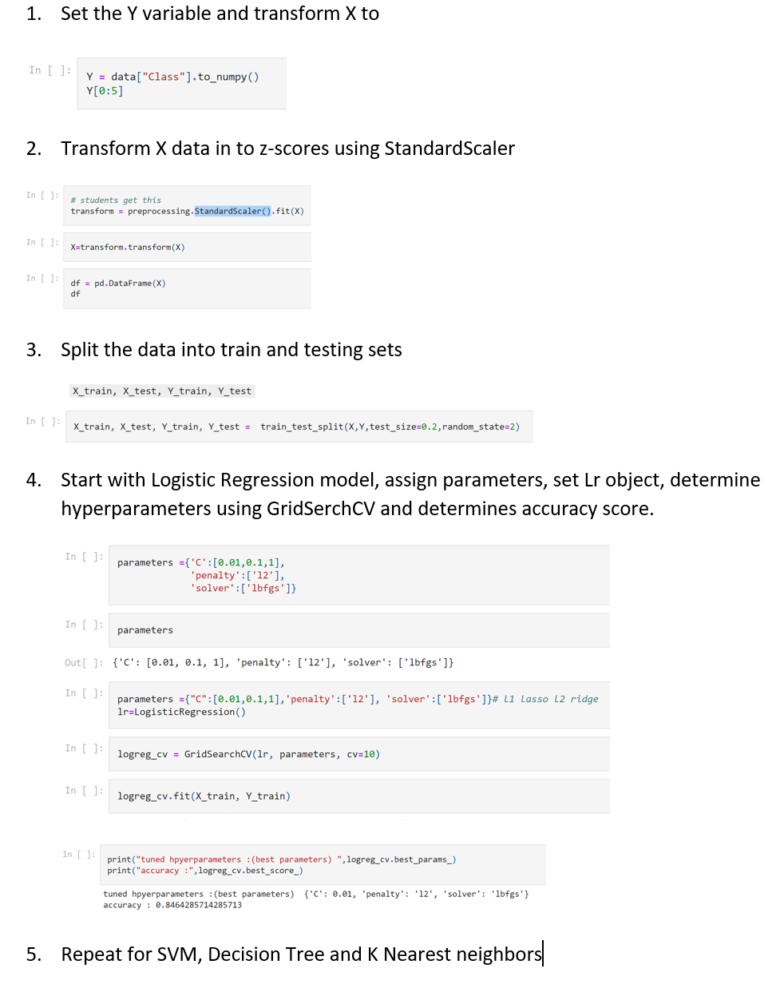 1. Set the Y variable and transform X to
In [ ]:
Y = data["Class"].to_numpy()
Y[0:5]
2. Transform X data in to z-scores using StandardScaler
In [ ]:
# students get this
transform = preprocessing.StandardScaler().fit(X)
In [ ]:
X=transform.transform(X)
In [ ]:
df = pd.DataFrame(X)
df
3. Split the data into train and testing sets
X_train, X_test, Y_train, Y_test
In [ ]:
X_train, X_test, Y_train, Y_test = train_test_split(X,Y,test_size=0.2,random_state=2)
4. Start with Logistic Regression model, assign parameters, set Lr object, determine
hyperparameters using GridSerchCV and determines accuracy score.
In [ ]:
parameters ={'C':[0.01,0.1,1],
'penalty':['l2'],
'solver':['lbfgs']}
In [ ]:
parameters
Out[ ]: {'C': [0.01, 0.1, 1], 'penalty': ['l2'], 'solver': ['lbfgs']}
In [ ]:
parameters ={"C":[0.01,0.1,1],'penalty':['l2'], 'solver':['lbfgs']}# l1 lasso l2 ridge
lr=LogisticRegression()
In [ ]:
logreg_cv = GridSearchCV(lr, parameters, cv=10)
In [ ]:
logreg_cv.fit(X_train, Y_train)
In [ ]:
print("tuned hpyerparameters :(best parameters) ",logreg_cv.best_params_)
print("accuracy :",logreg_cv.best_score_)
tuned hpyerparameters :(best parameters)  {'C': 0.01, 'penalty': 'l2', 'solver': 'lbfgs'}
accuracy : 0.8464285714285713
5. Repeat for SVM, Decision Tree and K Nearest neighbors